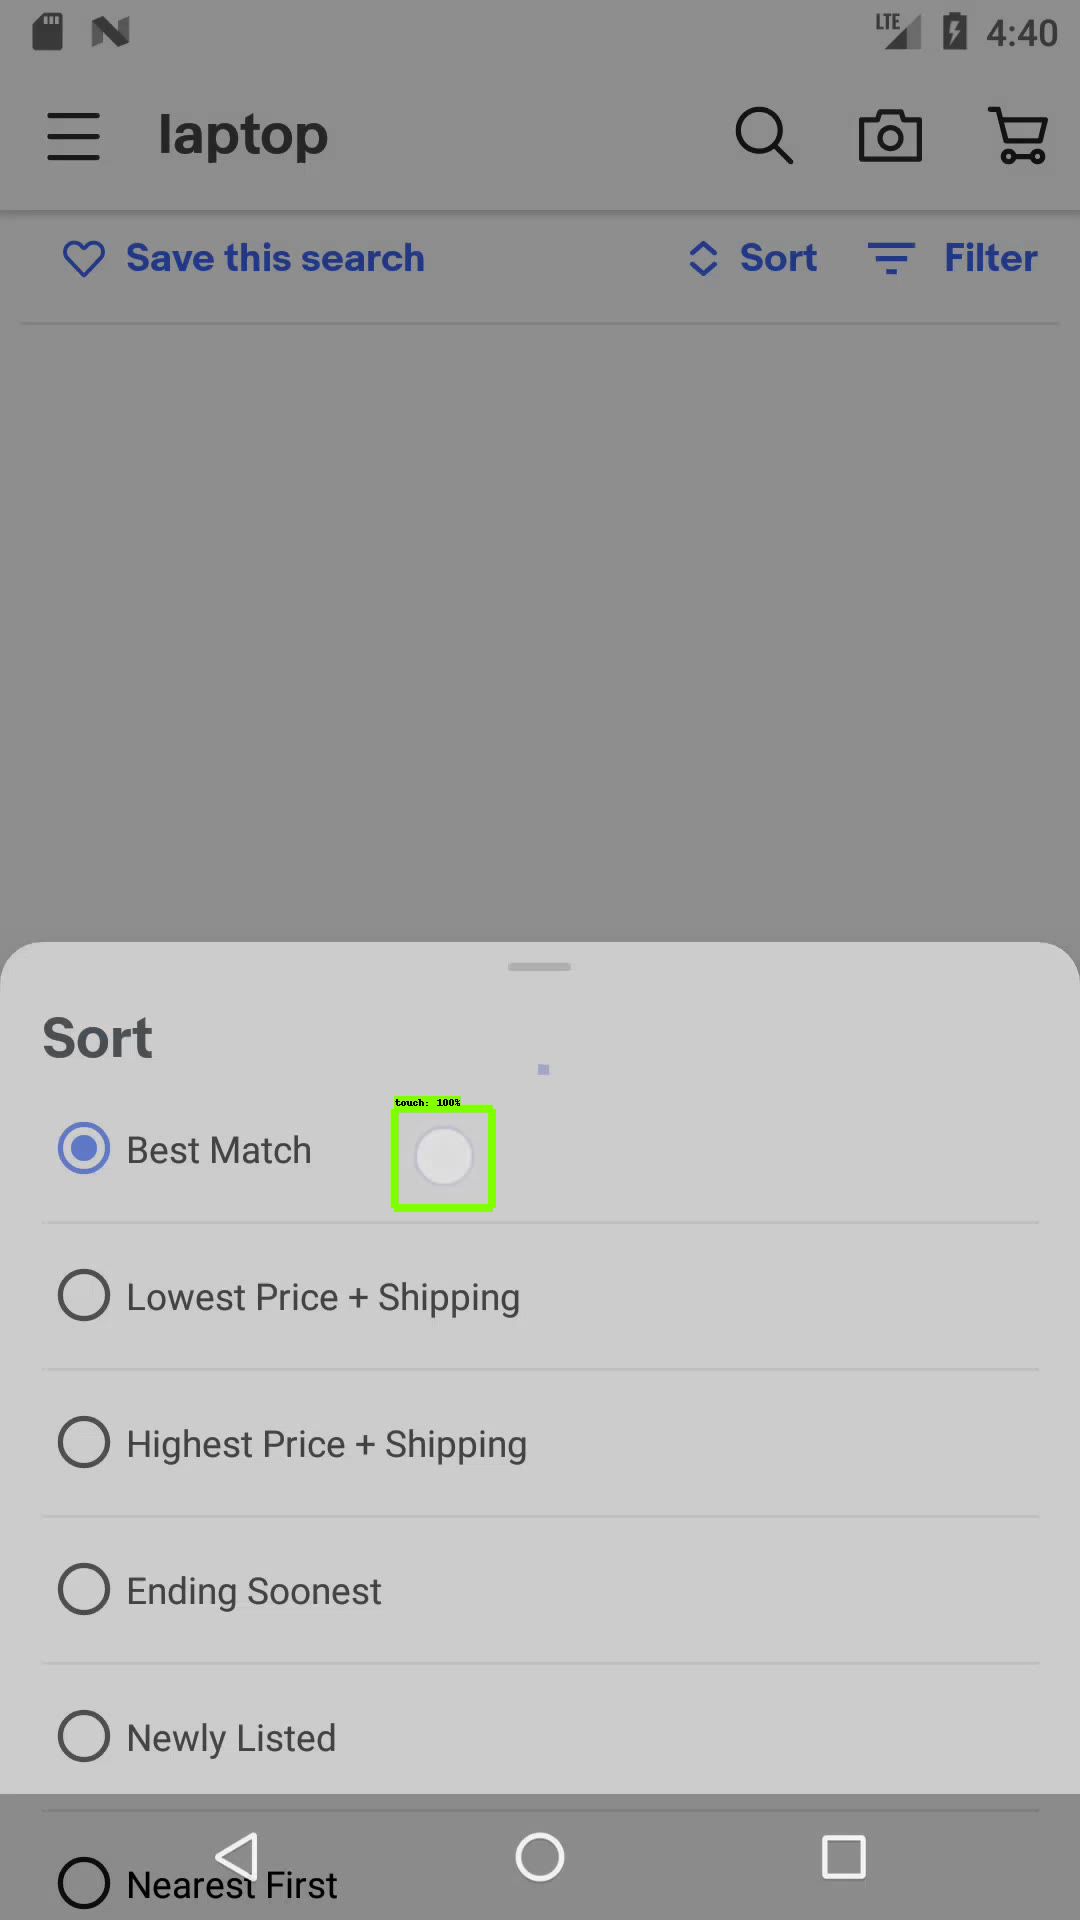 LTE 4:40
laptop
Save this search Sort Filter
Sort
touch: 100%
Best Match
Lowest Price + Shipping
Highest Price + Shipping
Ending Soonest
Newly Listed
Nearest First